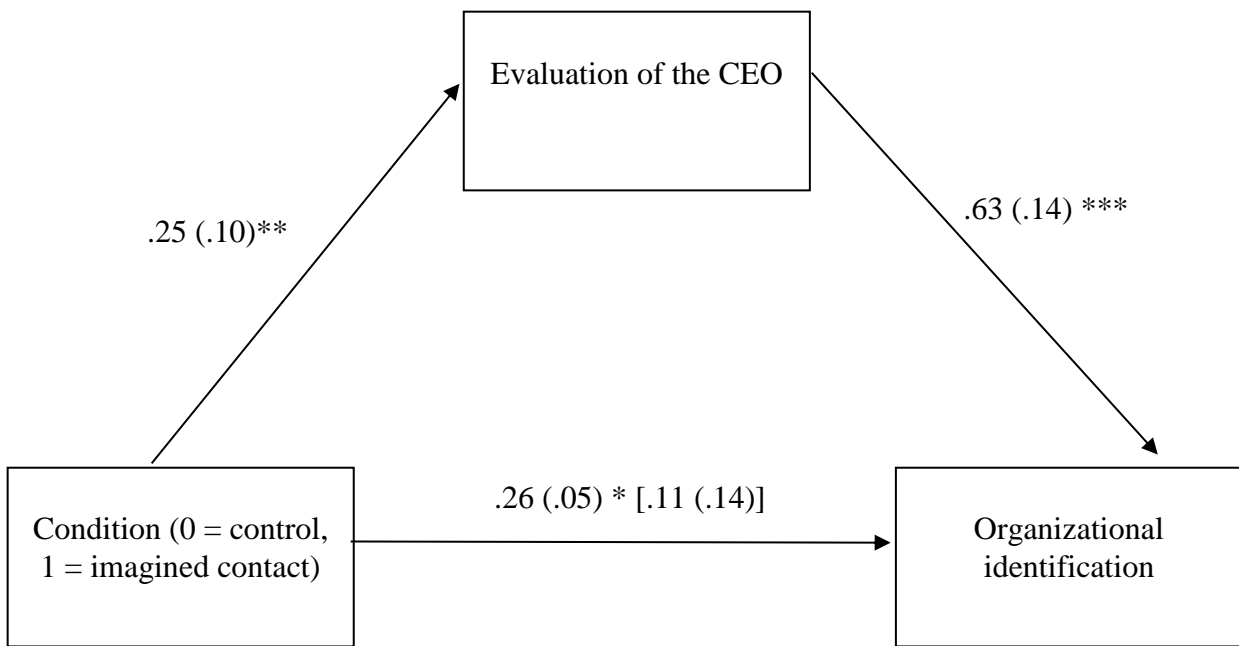 Evaluation of the CEO
.25 (.10)**
.63 (.14) ***
.26 (.05) * [.11 (.14)]
Condition (0 = control,
1 = imagined contact)
Organizational
identification